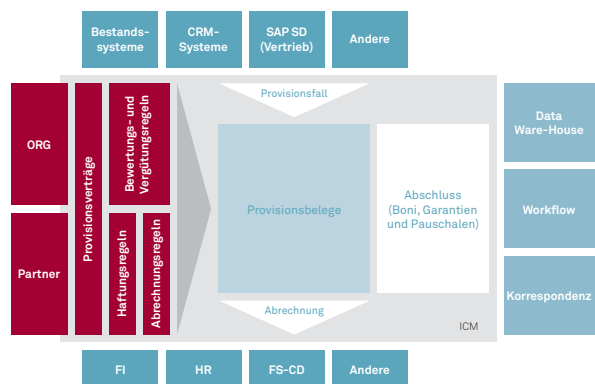 Bestands-
systeme
CRM-
Systeme
SAP SD
(Vertrieb)
Andere
ORG
Partner
Provisionsverträge
Bewertungs- und
Vergütungsregeln
Haftungsregeln
Abrechnungsregeln
Provisionsfall
Provisionsbelege
Abrechnung
Abschluss
(Boni, Garantien
und Pauschalen)
ICM
Data
Ware-House
Workflow
Korrespondenz
FI
HR
FS-CD
Andere